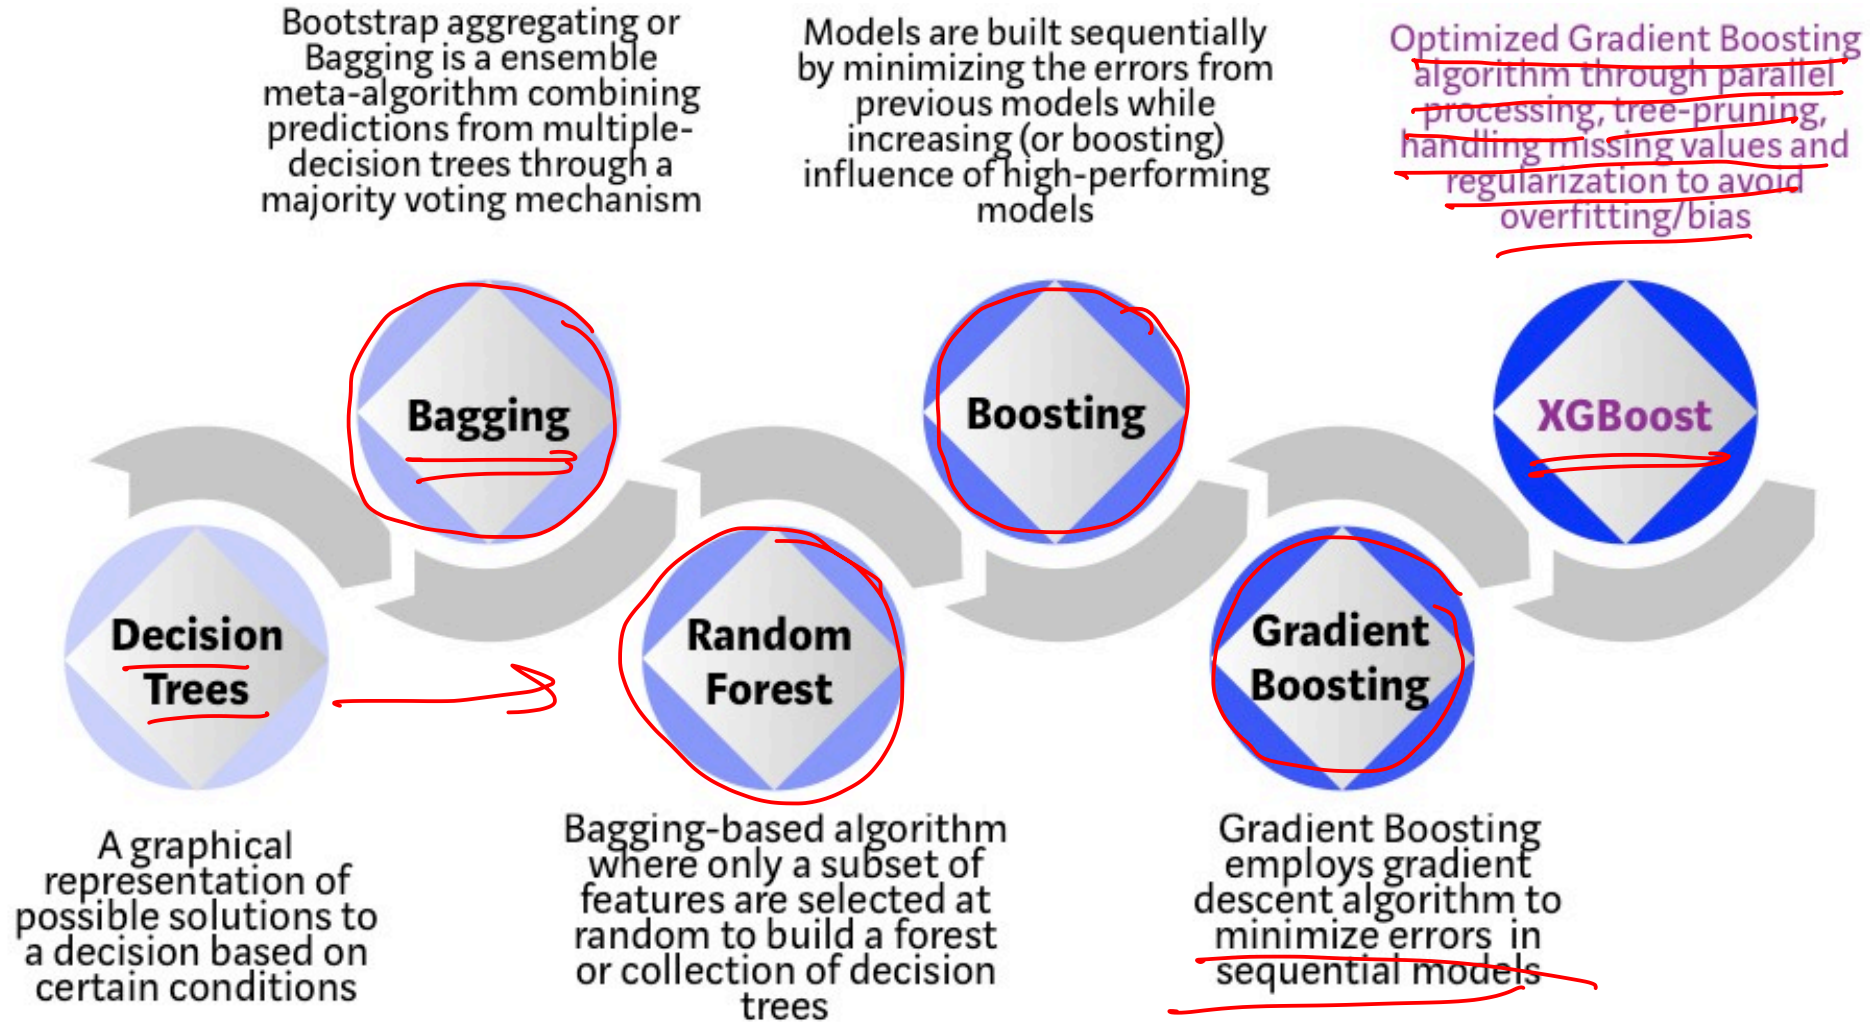 Bootstrap aggregating or
Bagging is a ensemble
meta-algorithm combining
predictions from multiple-
decision trees through a
majority voting mechanism
Models are built sequentially
by minimizing the errors from
previous models while
increasing (or boosting)
influence of high-performing
models
Optimized Gradient Boosting
algorithm through parallel
processing, tree-pruning,
handling missing values and
regularization to avoid
overfitting/bias
Bagging
Boosting
XGBoost
Decision
Trees
Random
Forest
Gradient
Boosting
A graphical
representation of
possible solutions to
a decision based on
certain conditions
Bagging-based algorithm
where only a subset of
features are selected at
random to build a forest
or collection of decision
trees
Gradient Boosting
employs gradient
descent algorithm to
minimize errors in
sequential models